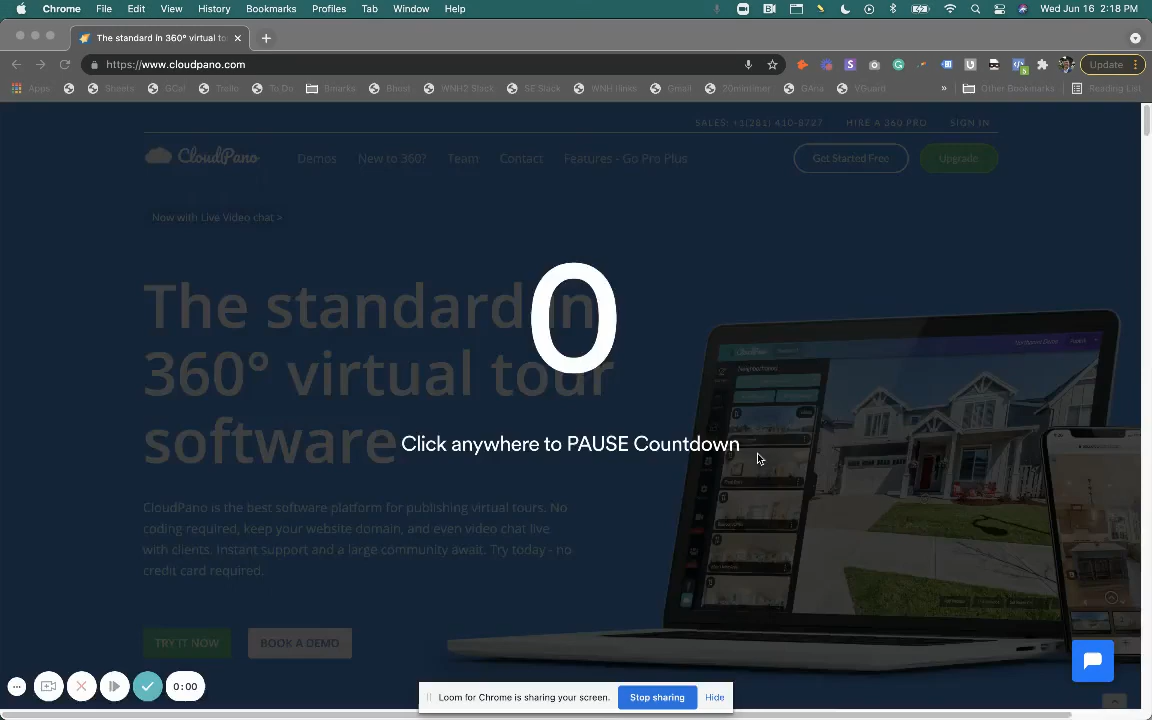 Chrome File Edit View History Bookmarks Profiles Tab Window Help Wed Jun 16 2:18 PM
The standard in 360° virtual to
https://www.cloudpano.com Update
Apps Sheets GCal Trello To Do Bmarks Bheat WNH2 Slack SE Slack WNH llinks Gmail 20mintimer GAna VGuard » Other Bookmarks Reading List
SALES: +1(281) 410-8727 HIRE A 360 PRO SIGN IN
CloudPano Demos New to 360? Team Contact Features - Go Pro Plus Get Started Free Upgrade
Now with Live Video chat >
0
The standard in
360° virtual tour
software
Click anywhere to PAUSE Countdown
CloudPano is the best software platform for publishing virtual tours. No
coding required, keep your website domain, and even video chat live
with clients. Instant support and a large community await. Try today - no
credit card required.
TRY IT NOW BOOK A DEMO
0:00
Loom for Chrome is sharing your screen. Stop sharing Hide